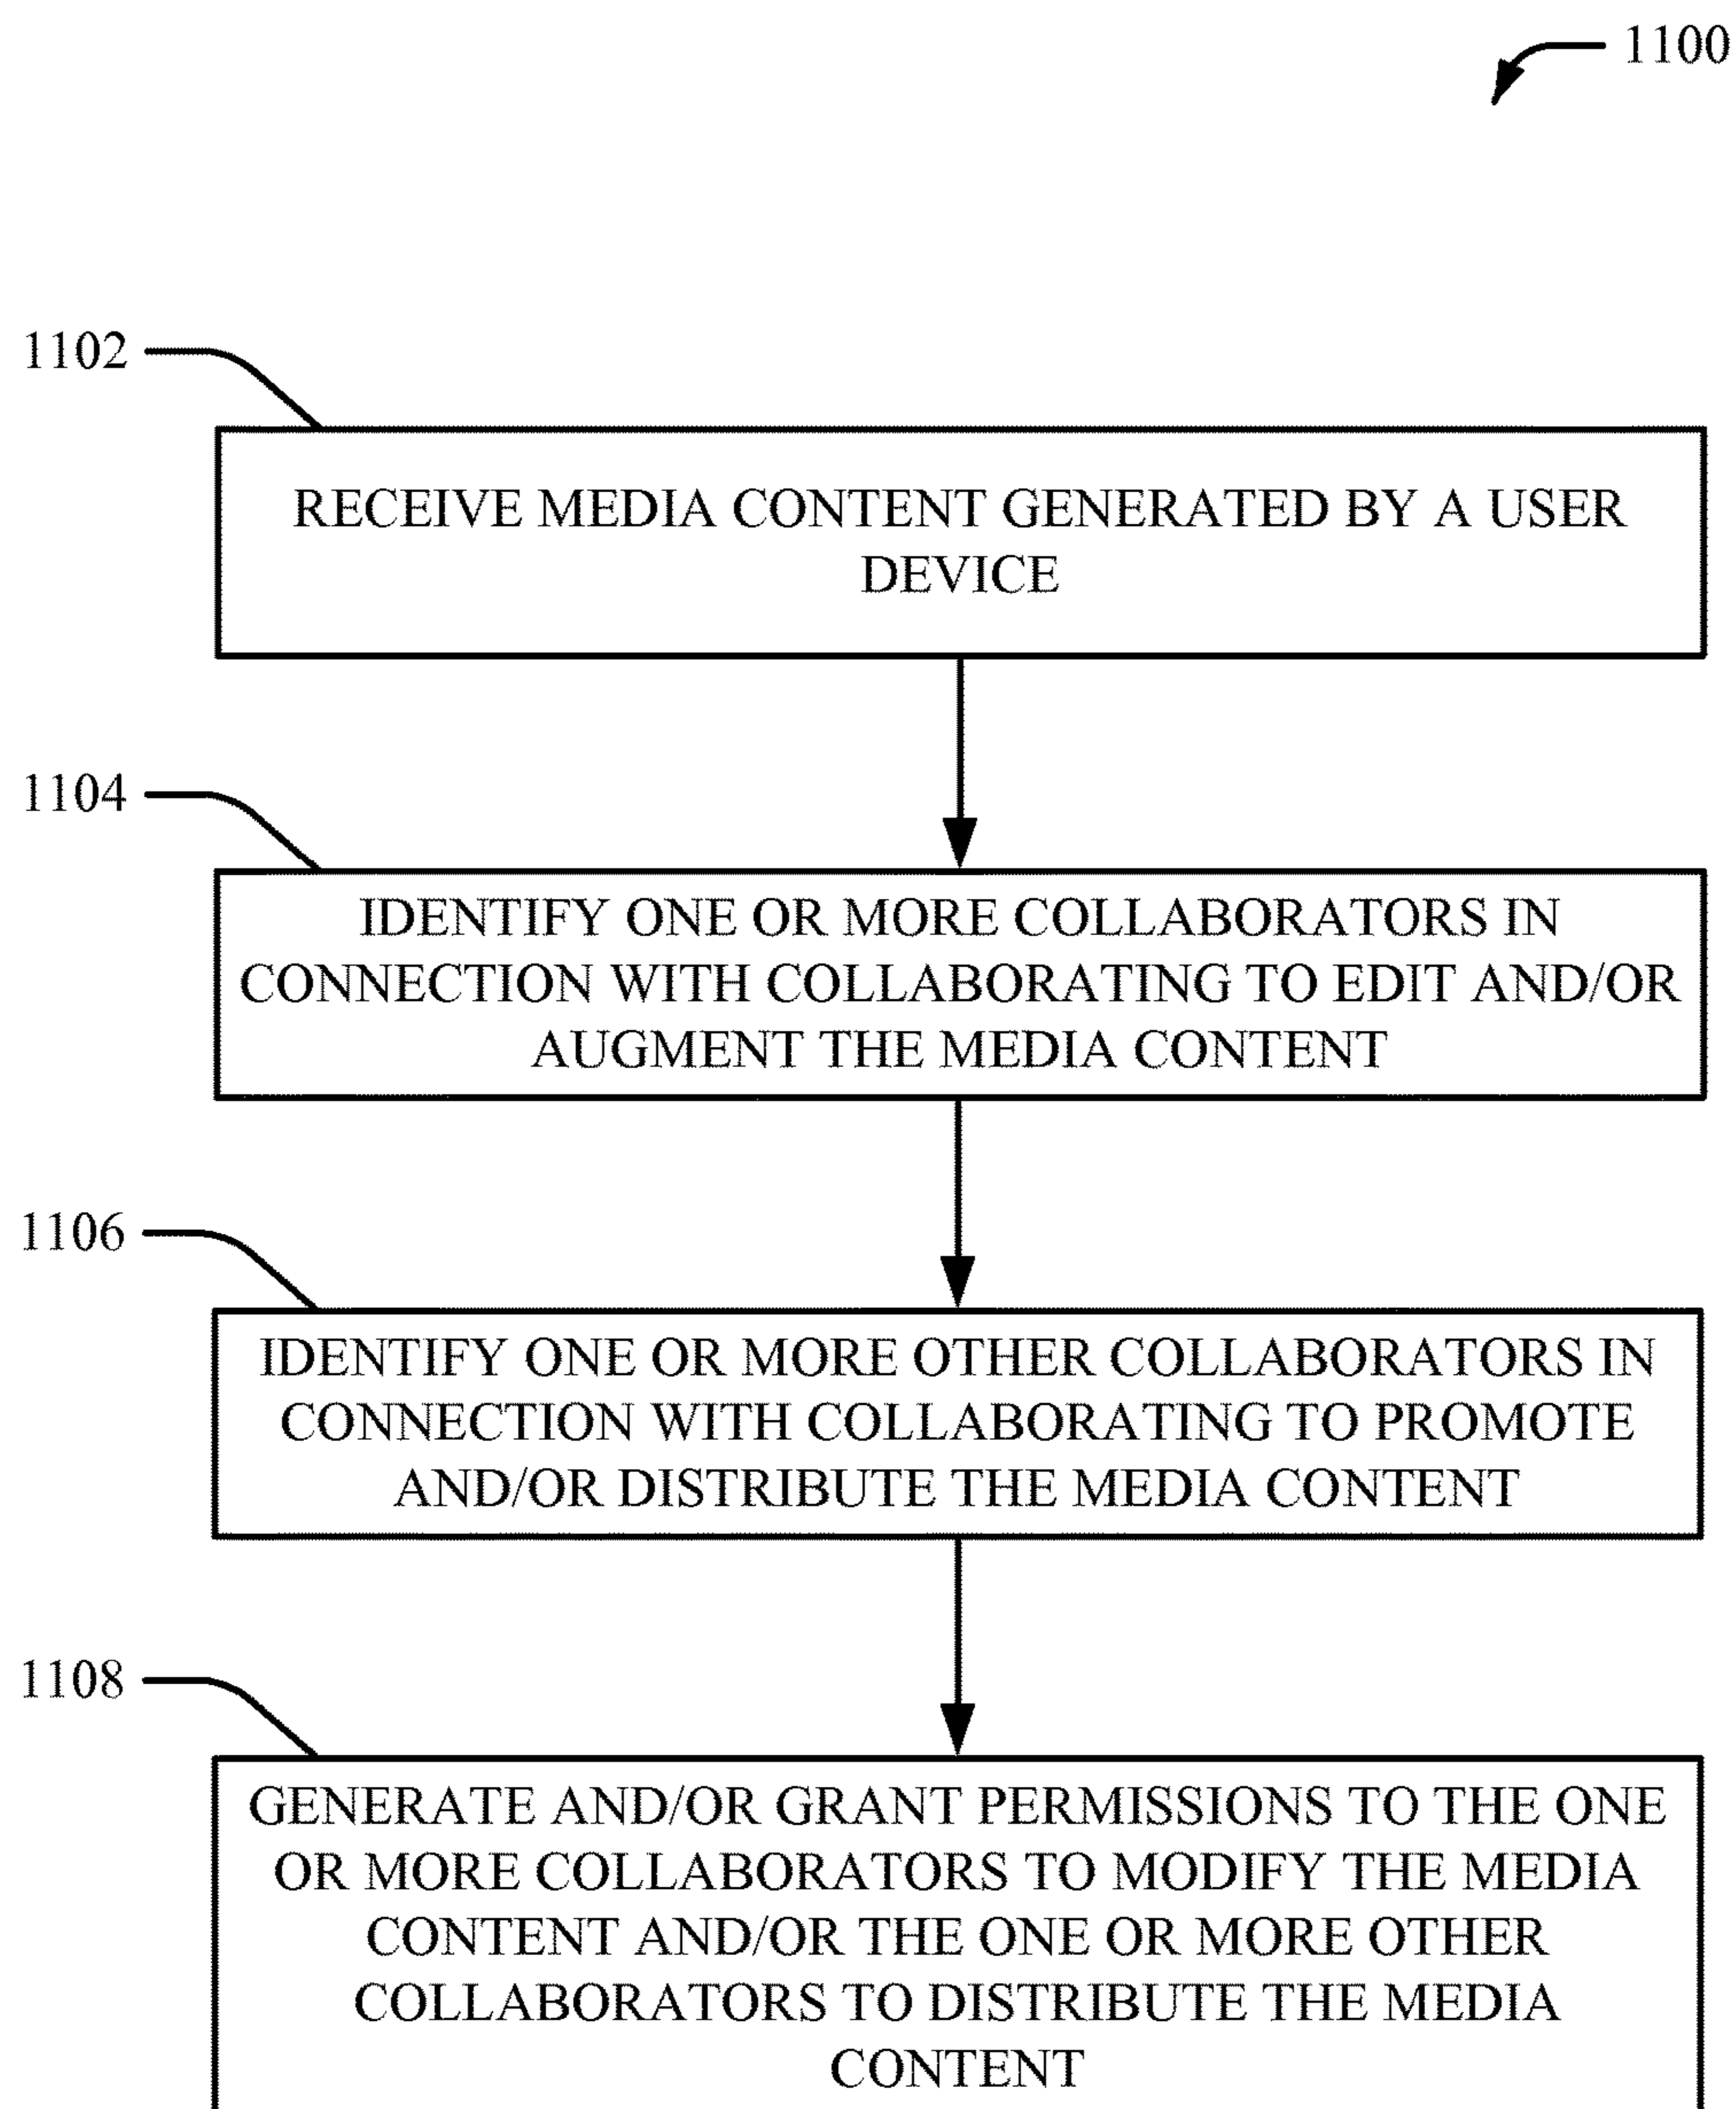 1100
1102
RECEIVE MEDIA CONTENT GENERATED BY A USER
DEVICE
1104
IDENTIFY ONE OR MORE COLLABORATORS IN
CONNECTION WITH COLLABORATING TO EDIT AND/OR
AUGMENT THE MEDIA CONTENT
1106
IDENTIFY ONE OR MORE OTHER COLLABORATORS IN
CONNECTION WITH COLLABORATING TO PROMOTE
AND/OR DISTRIBUTE THE MEDIA CONTENT
1108
GENERATE AND/OR GRANT PERMISSIONS TO THE ONE
OR MORE COLLABORATORS TO MODIFY THE MEDIA
CONTENT AND/OR THE ONE OR MORE OTHER
COLLABORATORS TO DISTRIBUTE THE MEDIA
CONTENT